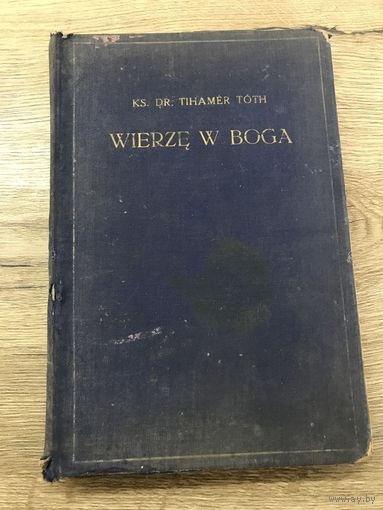 KS. DR. TIHAMÉR TÓTH
WIERZĘ W BOGA
www.ay.by